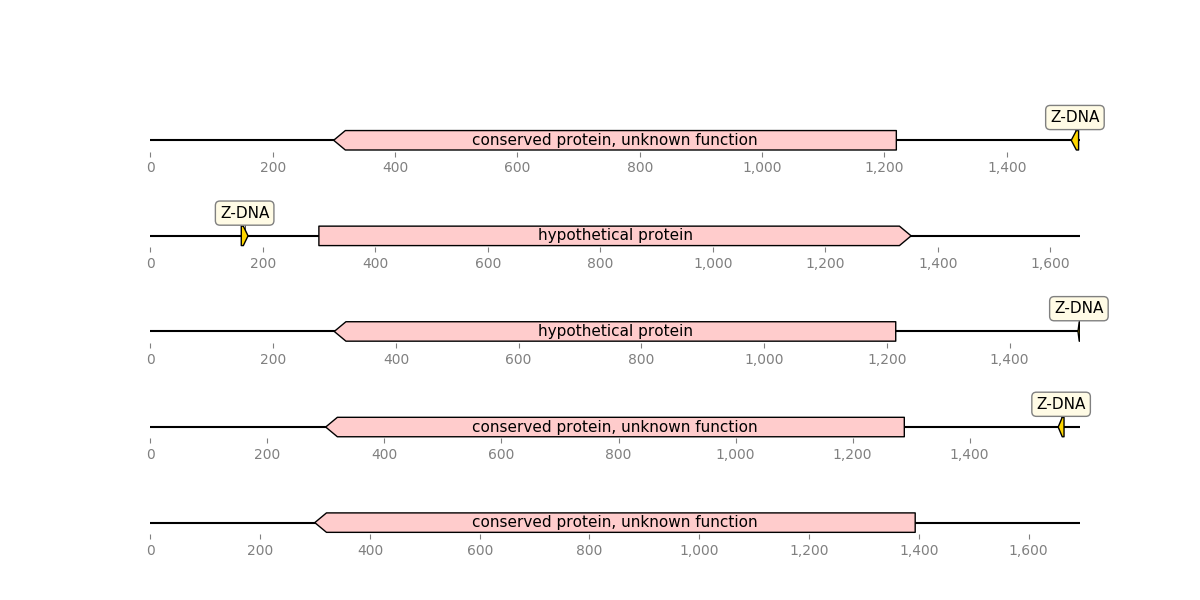 Z-DNA
conserved protein, unknown function
0 200 400 600 800 1,000 1,200 1,400
Z-DNA
hypothetical protein
0 200 400 600 800 1,000 1,200 1,400 1,600
Z-DNA
hypothetical protein
0 200 400 600 800 1,000 1,200 1,400
Z-DNA
conserved protein, unknown function
0 200 400 600 800 1,000 1,200 1,400
conserved protein, unknown function
0 200 400 600 800 1,000 1,200 1,400 1,600